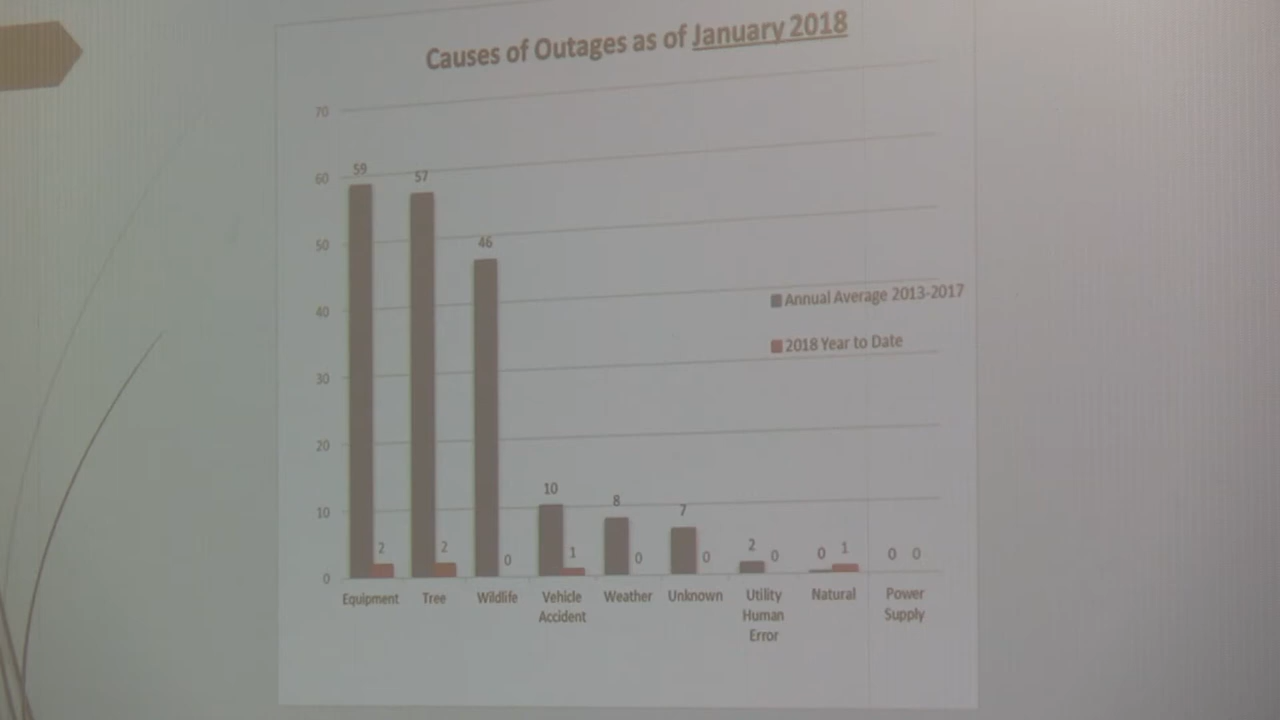 Causes of Outages as of January 2018
70
60
50
40
30
20
10
0
59
57
46
10
8
7
2
0
0
2
2
0
1
0
0
0
1
0
Annual Average 2013-2017
2018 Year to Date
Equipment
Tree
Wildlife
Vehicle
Accident
Weather
Unknown
Utility
Human
Error
Natural
Power
Supply